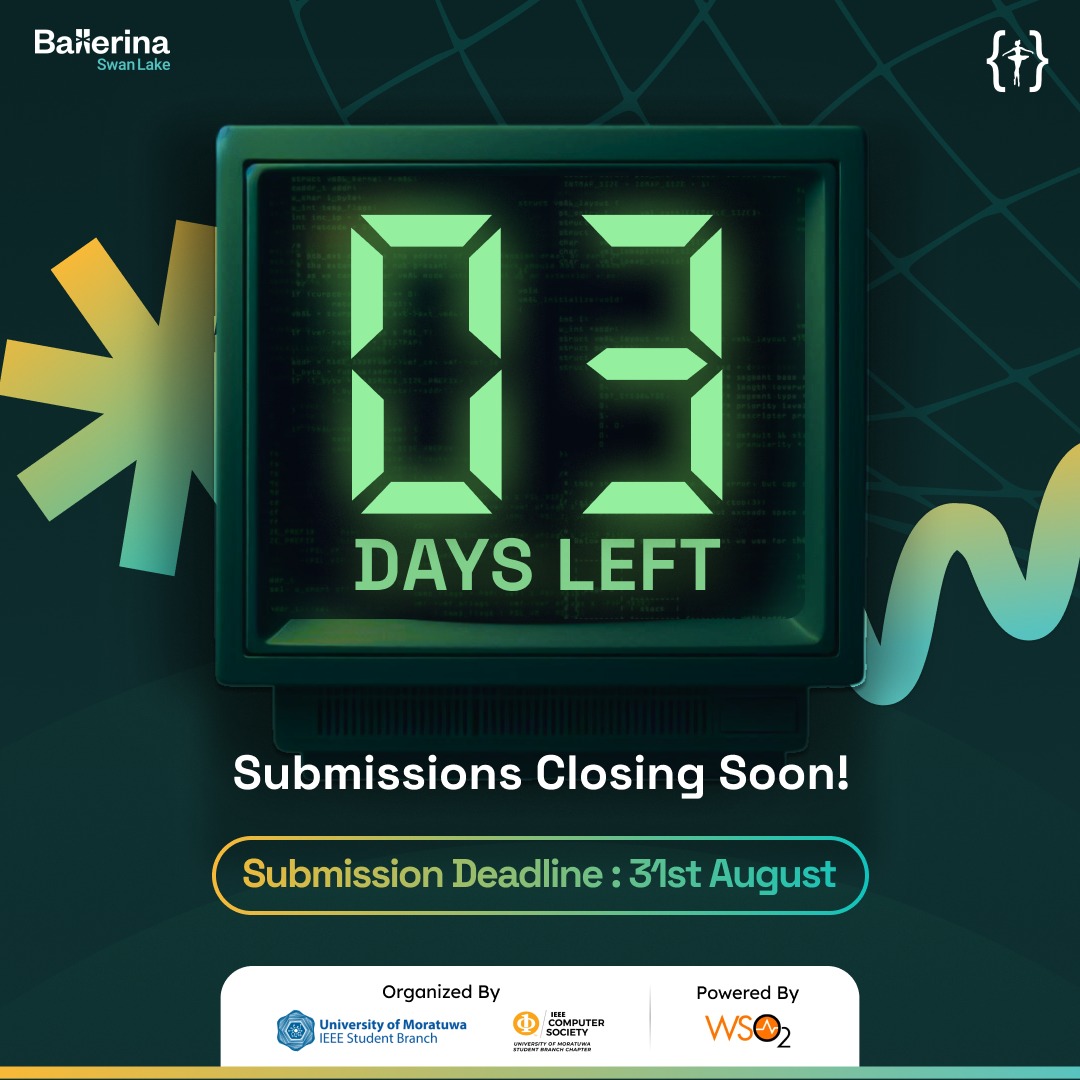 Ballerina
Swan Lake
03
DAYS LEFT
Submissions Closing Soon!
Submission Deadline : 31st August
Organized By
University of Moratuwa
IEEE Student Branch
IEEE
COMPUTER
SOCIETY
UNIVERSITY OF MORATUWA
STUDENT BRANCH CHAPTER
Powered By
WSO2